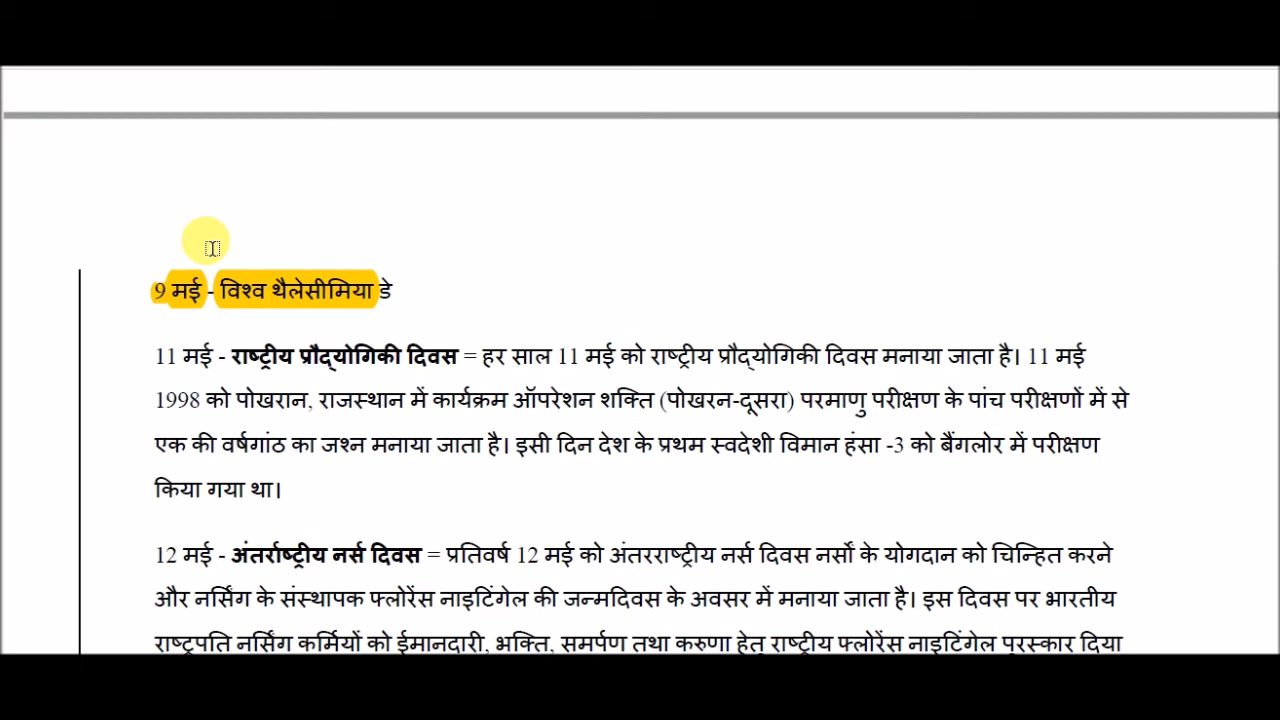 9 मई - विश्व थैलेसीमिया डे
11 मई - राष्ट्रीय प्रौद्योगिकी दिवस = हर साल 11 मई को राष्ट्रीय प्रौद्योगिकी दिवस मनाया जाता है। 11 मई
1998 को पोखरान, राजस्थान में कार्यक्रम ऑपरेशन शक्ति (पोखरन-दूसरा) परमाणु परीक्षण के पांच परीक्षणों में से
एक की वर्षगांठ का जश्न मनाया जाता है। इसी दिन देश के प्रथम स्वदेशी विमान हंसा -3 को बैंगलोर में परीक्षण
किया गया था।
12 मई - अंतर्राष्ट्रीय नर्स दिवस = प्रतिवर्ष 12 मई को अंतरराष्ट्रीय नर्स दिवस नर्सों के योगदान को चिन्हित करने
और नर्सिंग के संस्थापक फ्लोरेंस नाइटिंगेल की जन्मदिवस के अवसर में मनाया जाता है। इस दिवस पर भारतीय
राष्ट्रपति नर्सिंग कर्मियों को ईमानदारी, भक्ति, समर्पण तथा करुणा हेतु राष्ट्रीय फ्लोरेंस नाइटिंगेल पुरस्कार दिया